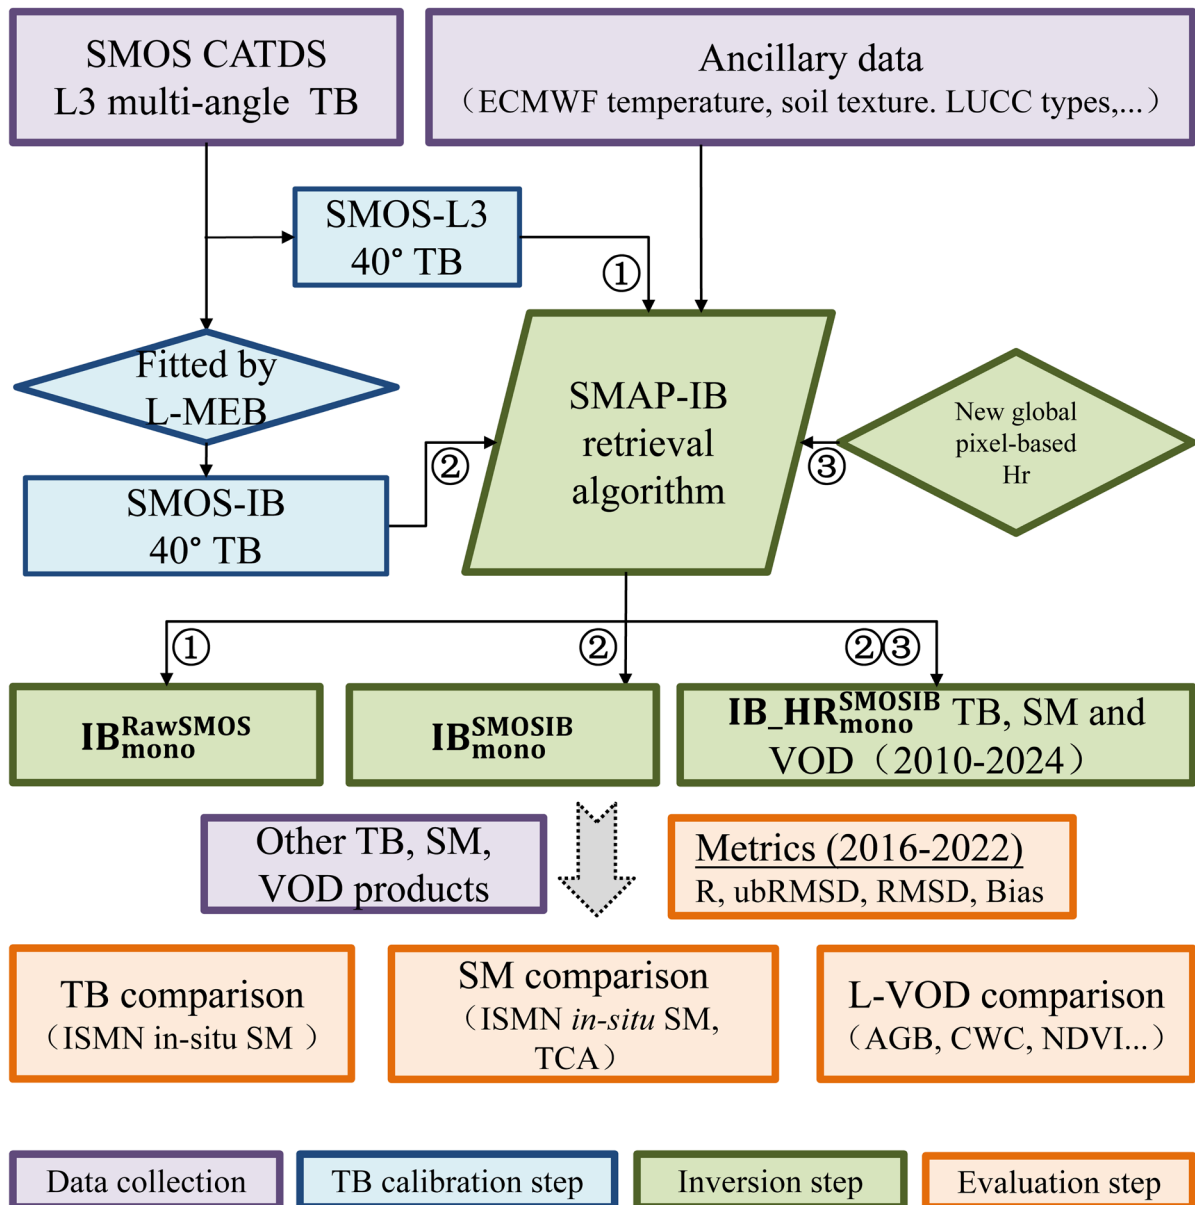 SMOS CATDS
L3 multi-angle TB
Ancillary data
（ECMWF temperature, soil texture. LUCC types,...）
SMOS-L3
40° TB
①
Fitted by
L-MEB
SMAP-IB
retrieval
algorithm
New global
pixel-based
Hr
②
③
SMOS-IB
40° TB
①
②
②③
IB^RawSMOS_mono
IB^SMOSIB_mono
IB_HR^SMOSIB_mono TB, SM and
VOD（2010-2024）
Other TB, SM,
VOD products
Metrics (2016-2022)
R, ubRMSD, RMSD, Bias
TB comparison
（ISMN in-situ SM ）
SM comparison
（ISMN in-situ SM,
TCA）
L-VOD comparison
（AGB, CWC, NDVI...）
Data collection
TB calibration step
Inversion step
Evaluation step